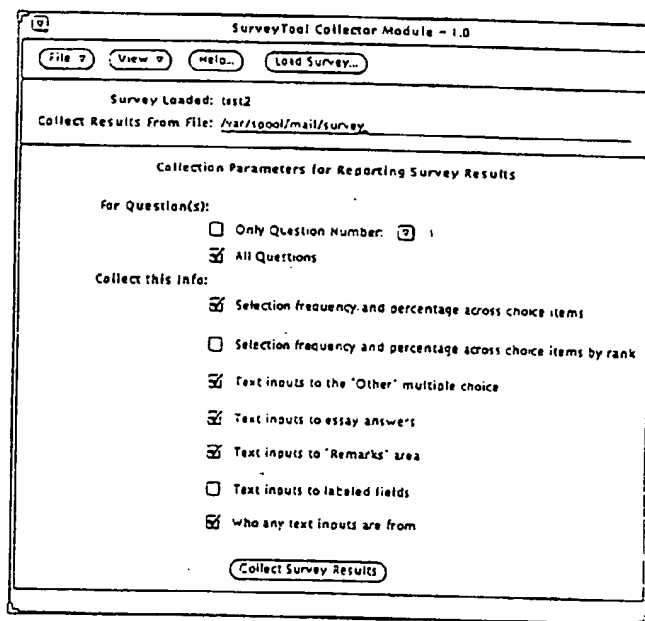 SurveyTool Collector Module - 1.0
File View Help... Load Survey...
Survey Loaded: test2
Collect Results From File: /var/spool/mail/survey
Collection Parameters for Reporting Survey Results
For Question(s):
Only Question Number: 1
All Questions
Collect this Info:
Selection frequency and percentage across choice items
Selection frequency and percentage across choice items by rank
Text inputs to the "Other" multiple choice
Text inputs to essay answers
Text inputs to "Remarks" area
Text inputs to labeled fields
Who any text inputs are from
Collect Survey Results